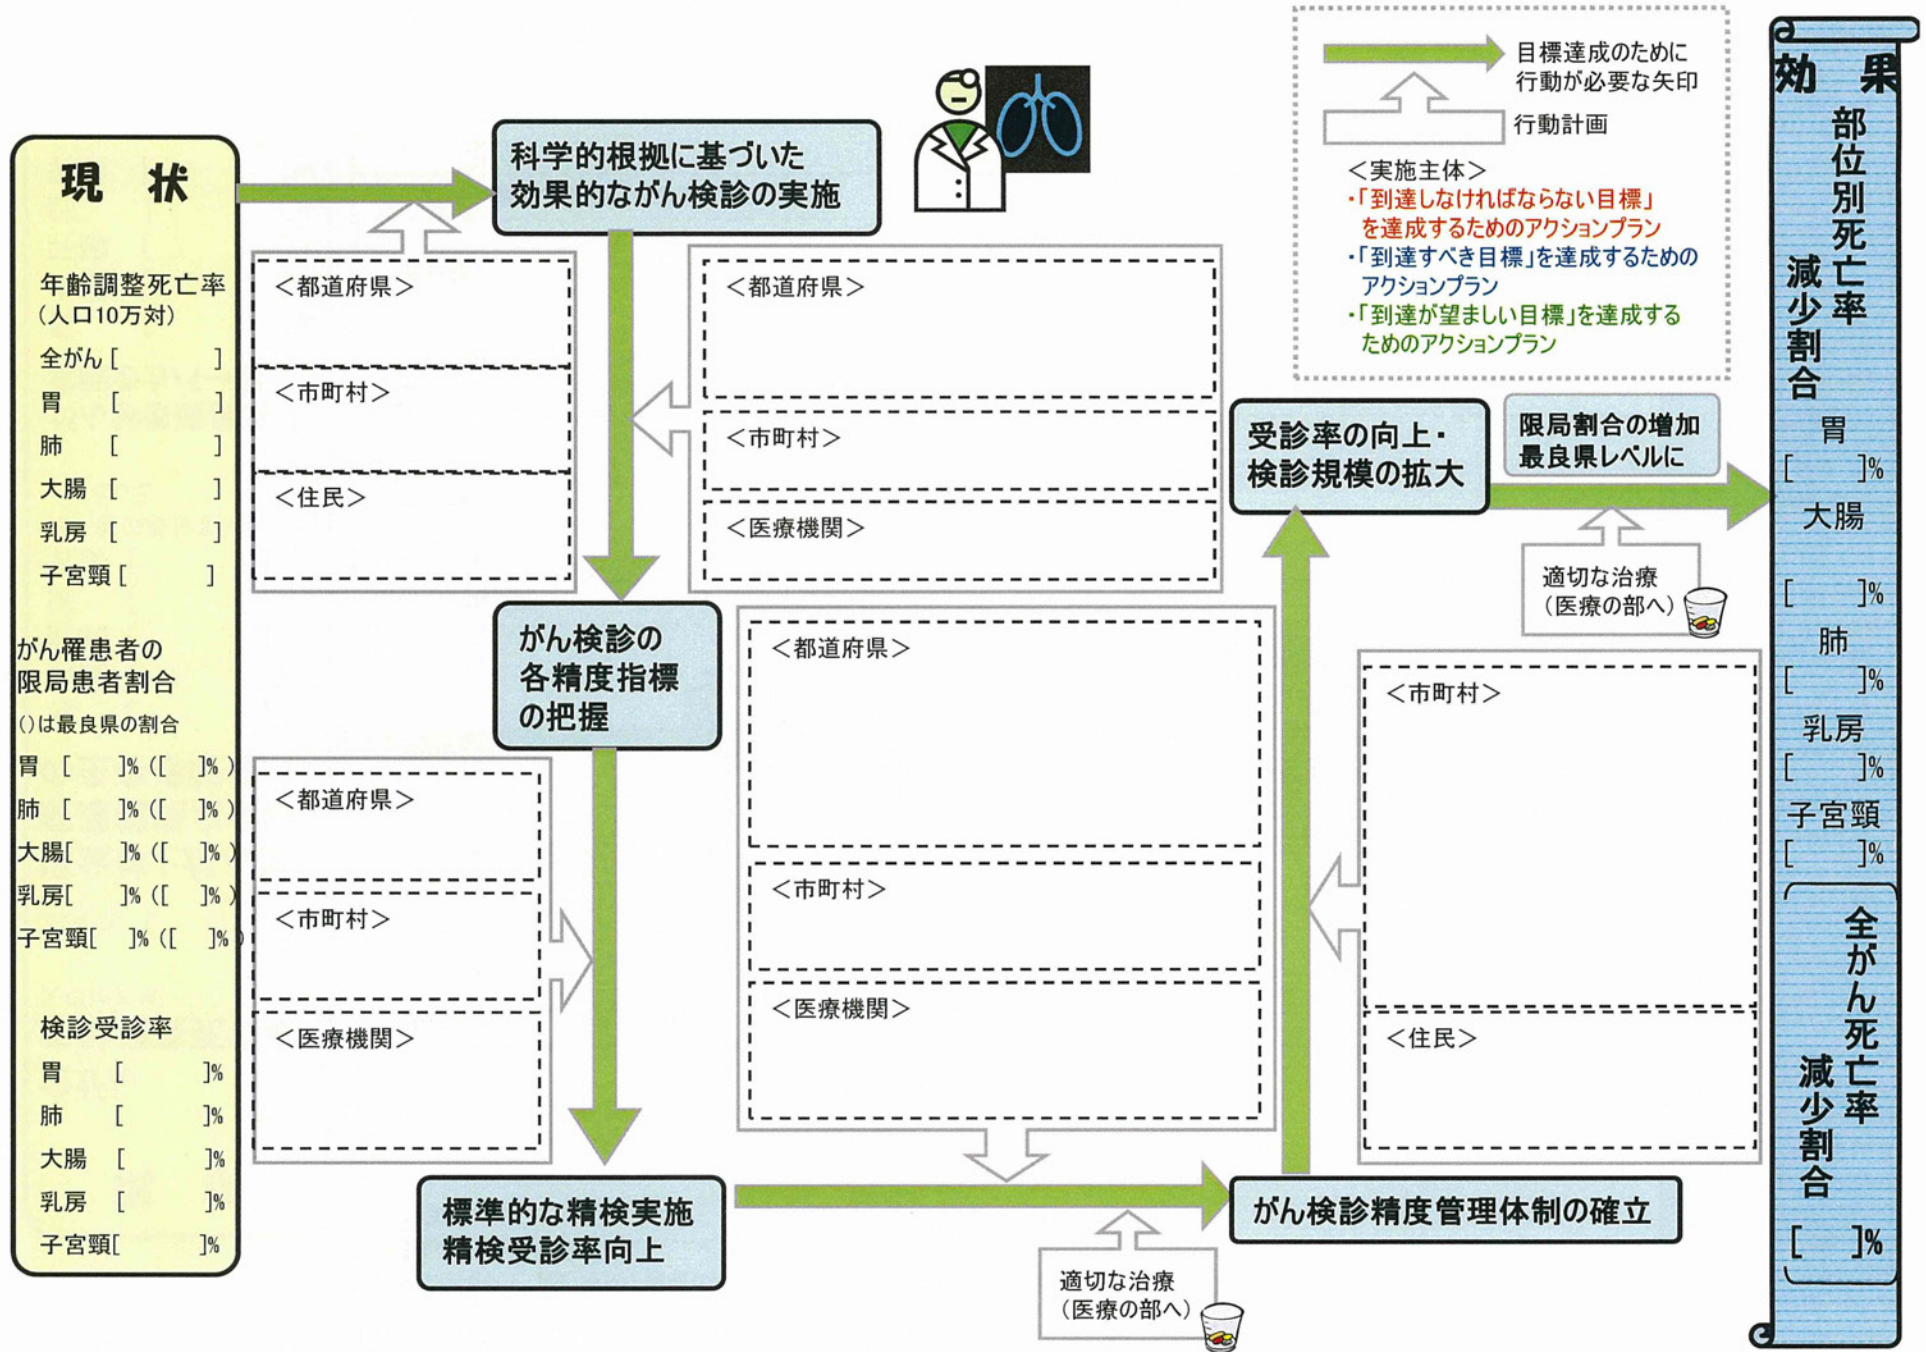 現 状
年齢調整死亡率
(人口10万対)
全がん [ ]
胃 [ ]
肺 [ ]
大腸 [ ]
乳房 [ ]
子宮頸 [ ]
がん罹患者の
限局患者割合
()は最良県の割合
胃 [ ]% ([ ]% )
肺 [ ]% ([ ]% )
大腸[ ]% ([ ]% )
乳房[ ]% ([ ]% )
子宮頸[ ]% ([ ]% )
検診受診率
胃 [ ]%
肺 [ ]%
大腸 [ ]%
乳房 [ ]%
子宮頸[ ]%
科学的根拠に基づいた
効果的ながん検診の実施
<都道府県>
<市町村>
<住民>
<都道府県>
<市町村>
<医療機関>
がん検診の
各精度指標
の把握
<都道府県>
<市町村>
<医療機関>
標準的な精検実施
精検受診率向上
<都道府県>
<市町村>
<医療機関>
適切な治療
(医療の部へ)
がん検診精度管理体制の確立
<市町村>
<住民>
受診率の向上・
検診規模の拡大
限局割合の増加
最良県レベルに
適切な治療
(医療の部へ)
目標達成のために
行動が必要な矢印
行動計画
<実施主体>
・「到達しなければならない目標」
を達成するためのアクションプラン
・「到達すべき目標」を達成するための
アクションプラン
・「到達が望ましい目標」を達成する
ためのアクションプラン
効 果
部位別死亡率
減少割合
胃
[ ]%
大腸
[ ]%
肺
[ ]%
乳房
[ ]%
子宮頸
[ ]%
全がん死亡率
減少割合
[ ]%